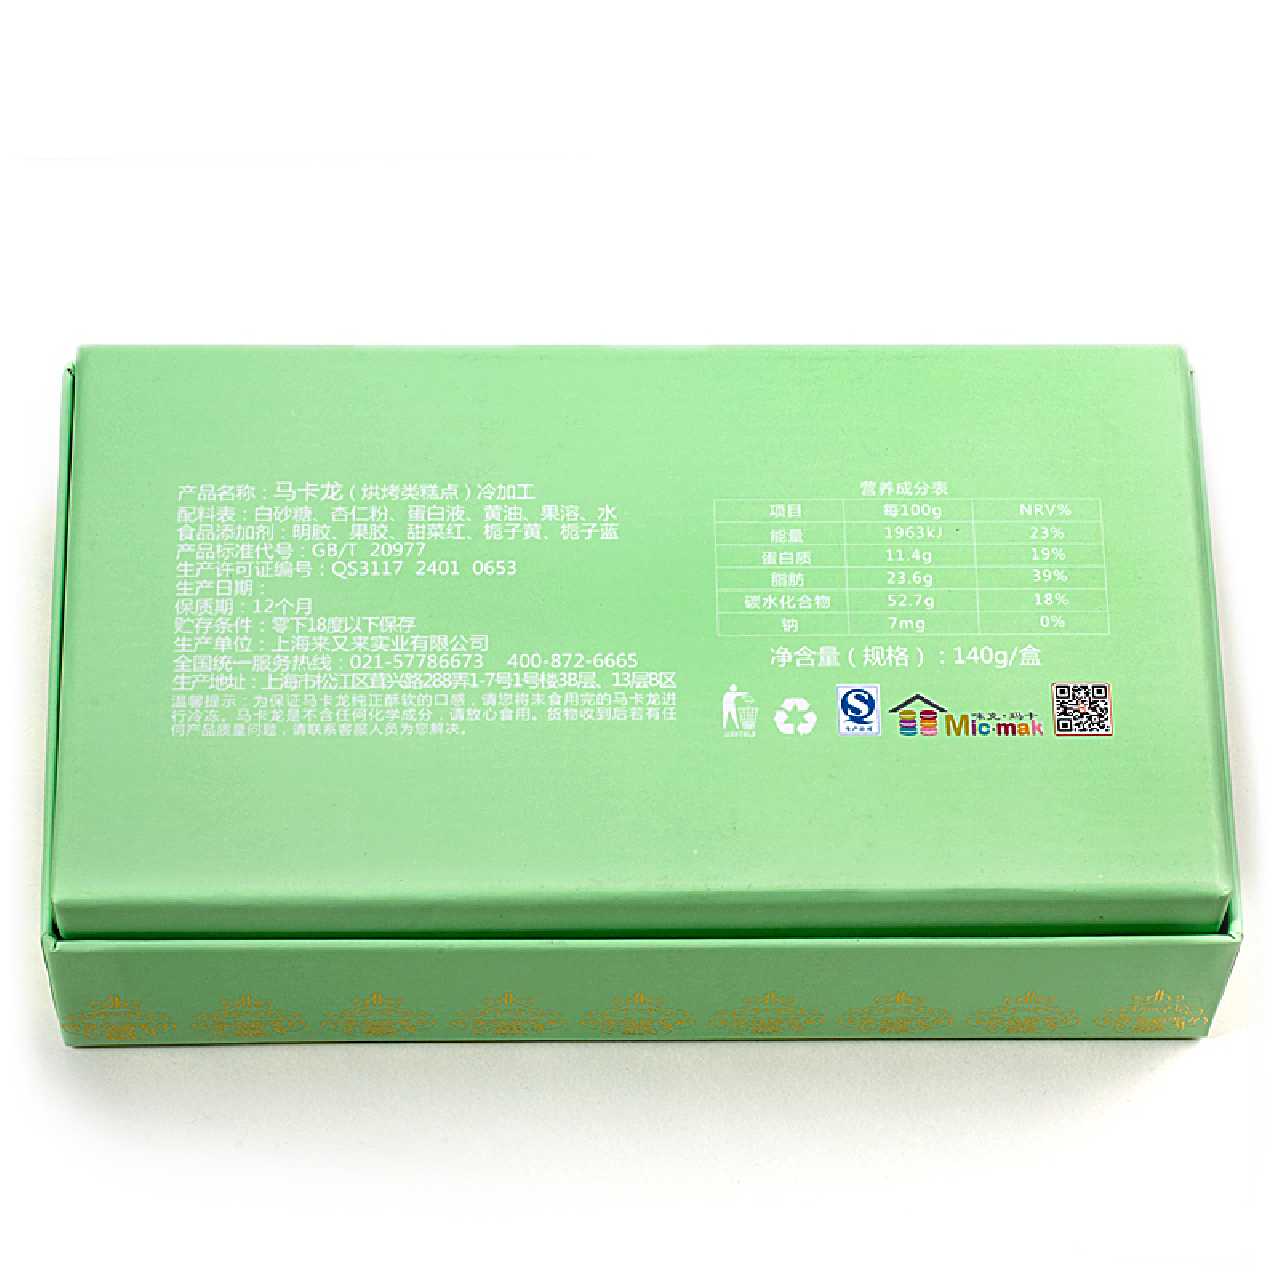 产品名称：马卡龙（烘烤类糕点）冷加工
配料表：白砂糖、杏仁粉、蛋白液、黄油、果溶、水
食品添加剂：明胶、果胶、甜菜红、栀子黄、栀子蓝
产品标准代号：GB/T 20977
生产许可证编号：QS3117 2401 0653
生产日期：
保质期：12个月
贮存条件：零下18度以下保存
生产单位：上海来又来实业有限公司
全国统一服务热线：021-57786673 400-872-6665
生产地址：上海市松江区茸兴路288弄1-7号1号楼3B层、13层B区
温馨提示：为保证马卡龙纯正酥软的口感，请您将未食用完的马卡龙进
行冷冻。马卡龙是不含任何化学成分，请放心食用。货物收到后若有任
何产品质量问题，请联系客服人员为您解决。
营养成分表
项目 每100g NRV%
能量 1963kJ 23%
蛋白质 11.4g 19%
脂肪 23.6g 39%
碳水化合物 52.7g 18%
钠 7mg 0%
净含量（规格）：140g/盒
Mic·mak